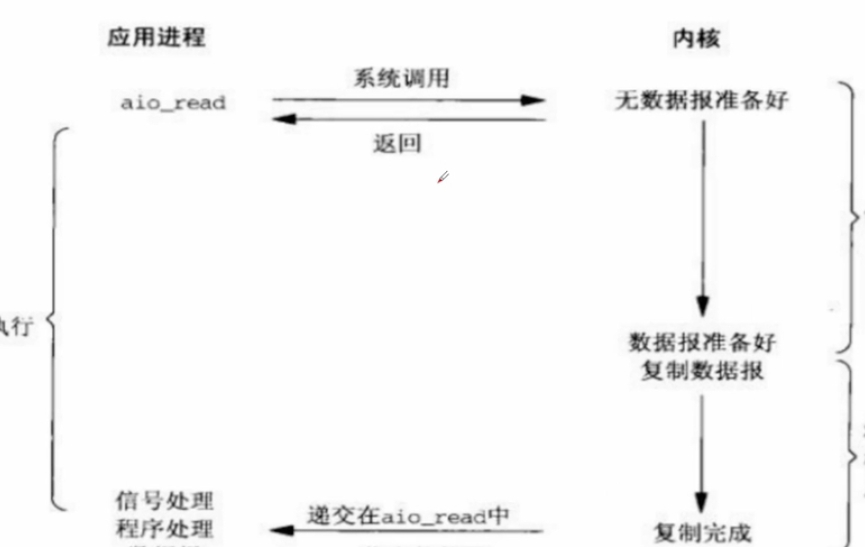 应用进程
内核
系统调用
aio_read
无数据报准备好
返回
执行
数据报准备好
复制数据报
信号处理
程序处理
递交在aio_read中
复制完成